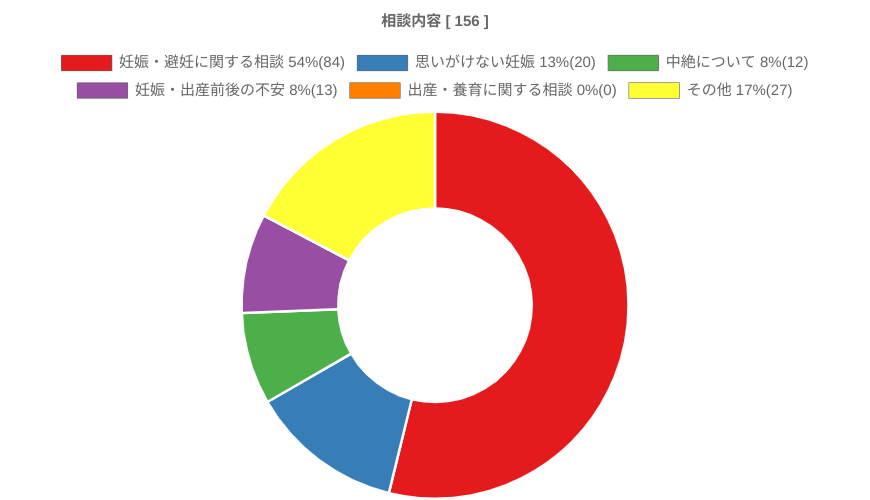 相談内容 [ 156 ]
妊娠・避妊に関する相談 54%(84) 思いがけない妊娠 13%(20) 中絶について 8%(12)
妊娠・出産前後の不安 8%(13) 出産・養育に関する相談 0%(0) その他 17%(27)